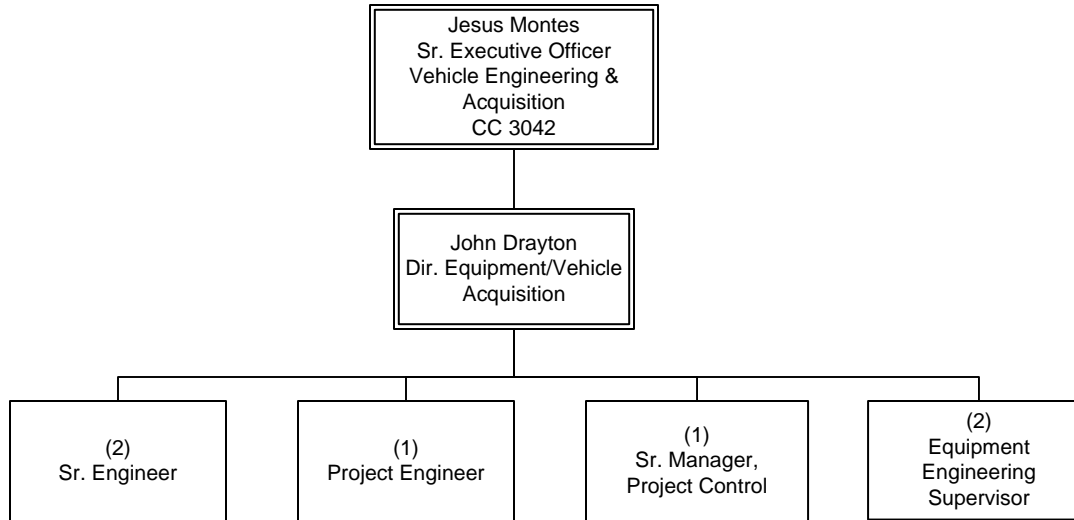 Jesus Montes
Sr. Executive Officer
Vehicle Engineering &
Acquisition
CC 3042
John Drayton
Dir. Equipment/Vehicle
Acquisition
(2)
Sr. Engineer
(1)
Project Engineer
(1)
Sr. Manager,
Project Control
(2)
Equipment
Engineering
Supervisor